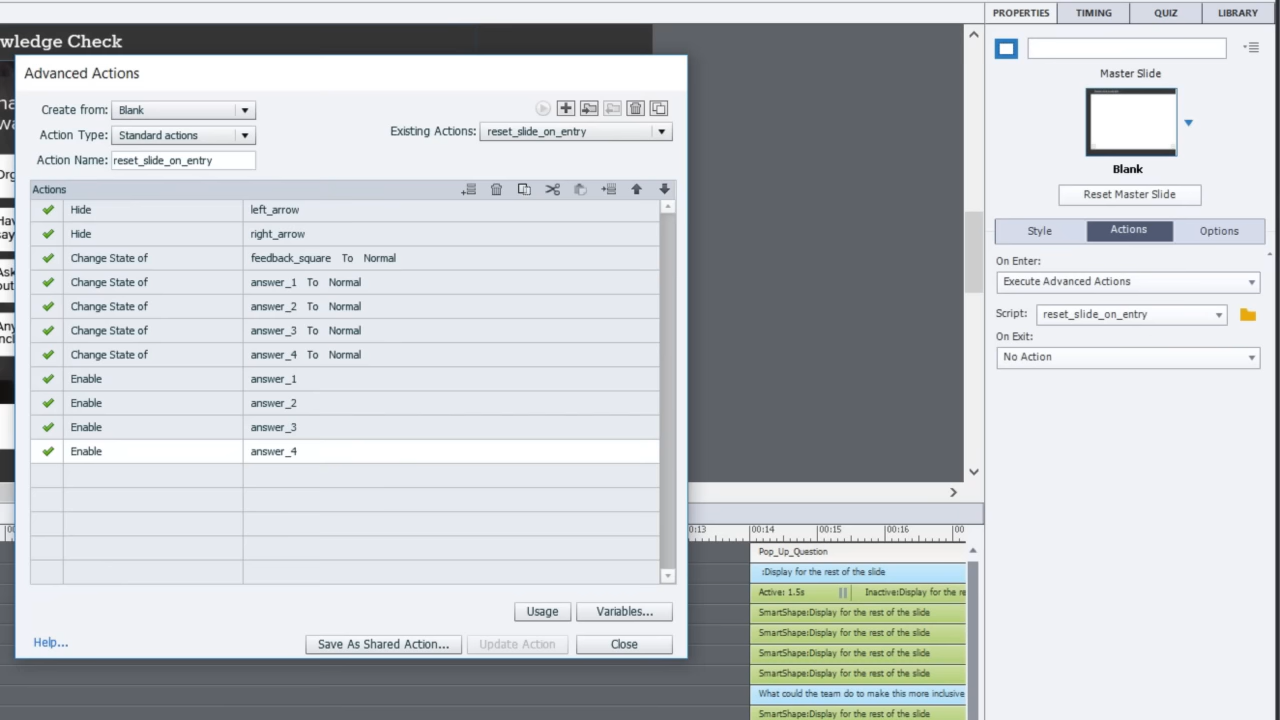 PROPERTIES TIMING QUIZ LIBRARY
wledge Check
Advanced Actions
Master Slide
Blank
Reset Master Slide
Style Actions Options
On Enter:
Execute Advanced Actions
Script: reset_slide_on_entry
On Exit:
No Action
Create from: Blank
Action Type: Standard actions
Existing Actions: reset_slide_on_entry
Action Name: reset_slide_on_entry
Actions
Hide left_arrow
Hide right_arrow
Change State of feedback_square To Normal
Change State of answer_1 To Normal
Change State of answer_2 To Normal
Change State of answer_3 To Normal
Change State of answer_4 To Normal
Enable answer_1
Enable answer_2
Enable answer_3
Enable answer_4
Usage Variables...
Help... Save As Shared Action... Update Action Close
0:13 00:14 00:15 00:16 00
Pop_Up_Question
:Display for the rest of the slide
Active: 1.5s Inactive:Display for the re
SmartShape:Display for the rest of the slide
SmartShape:Display for the rest of the slide
SmartShape:Display for the rest of the slide
SmartShape:Display for the rest of the slide
What could the team do to make this more inclusive
SmartShape:Display for the rest of the slide